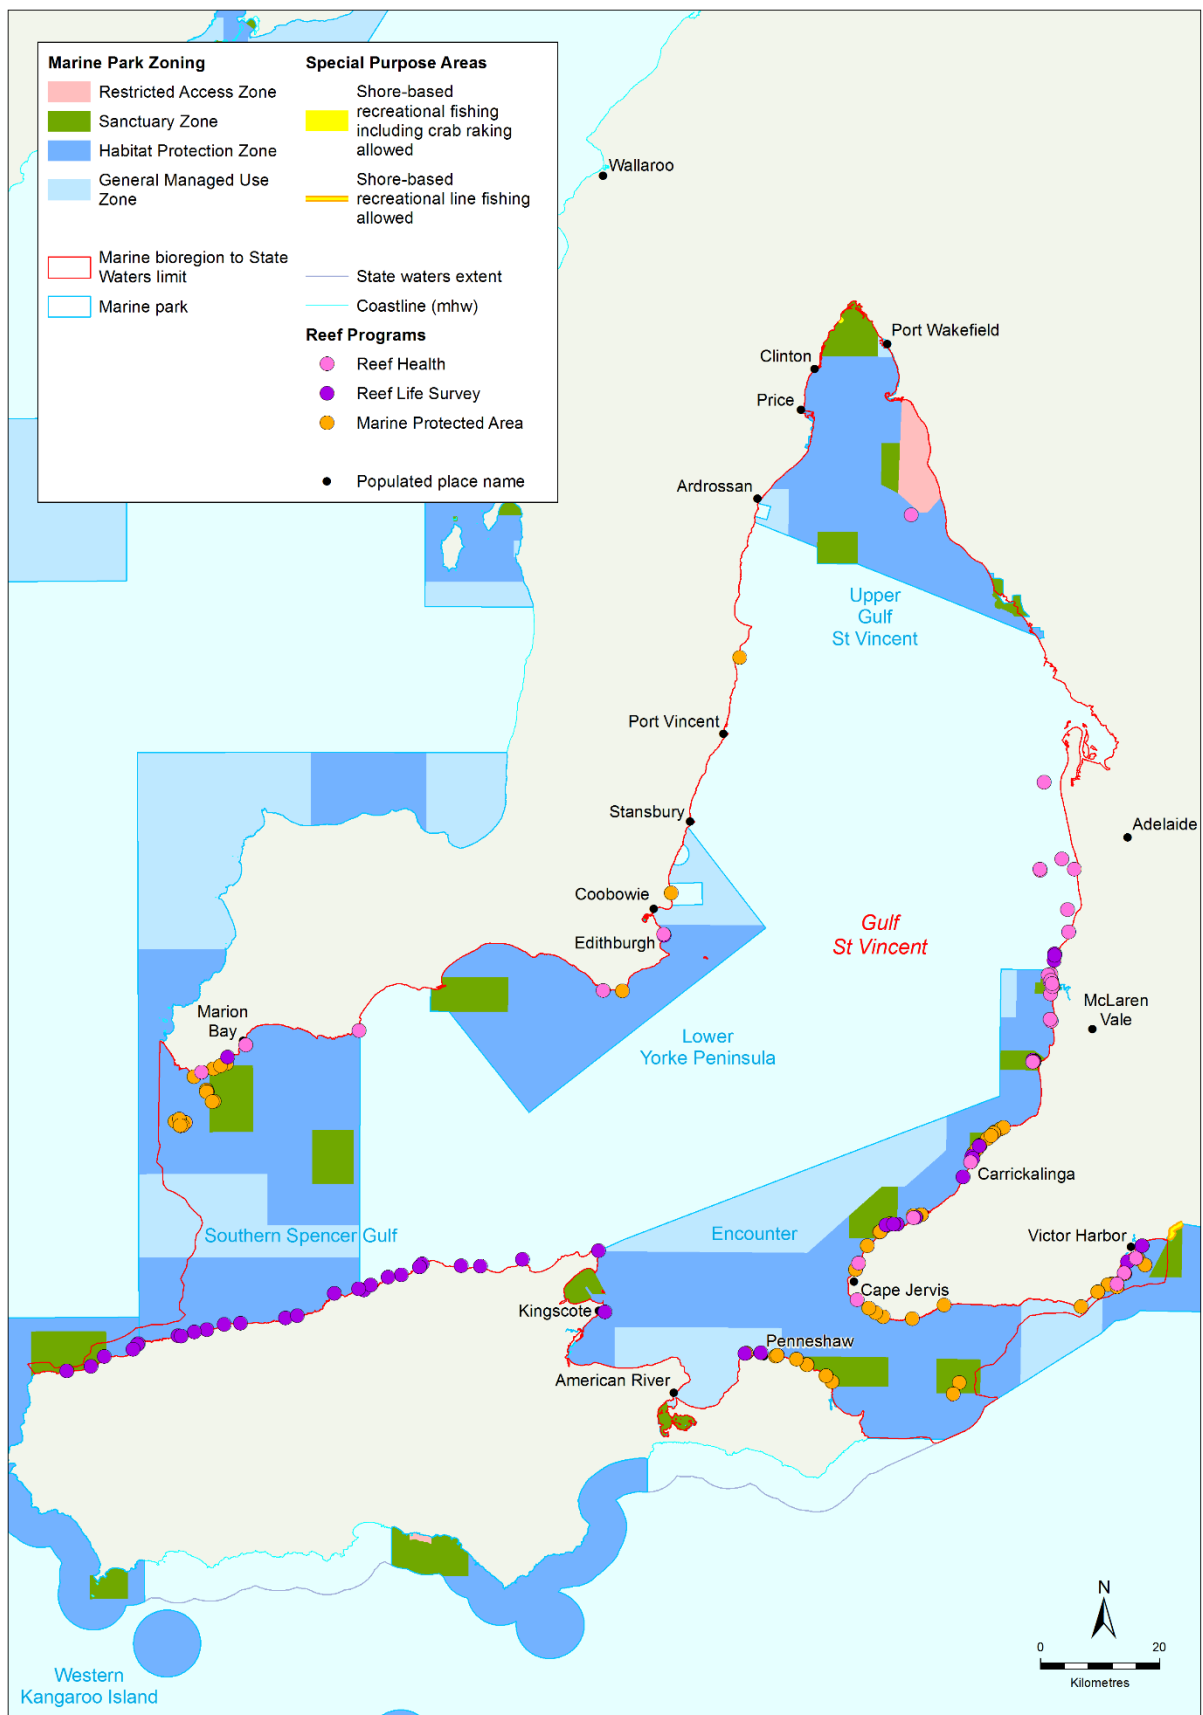 Marine Park Zoning
Restricted Access Zone
Sanctuary Zone
Habitat Protection Zone
General Managed Use
Zone
Marine bioregion to State
Waters limit
Marine park
Special Purpose Areas
Shore-based
recreational fishing
including crab raking
allowed
Shore-based
recreational line fishing
allowed
State waters extent
Coastline (mhw)
Reef Programs
Reef Health
Reef Life Survey
Marine Protected Area
Populated place name
Wallaroo
Port Wakefield
Clinton
Price
Ardrossan
Upper
Gulf
St Vincent
Port Vincent
Stansbury
Adelaide
Coobowie
Edithburgh
Gulf
St Vincent
Marion
Bay
McLaren
Vale
Lower
Yorke Peninsula
Carrickalinga
Southern Spencer Gulf
Encounter
Victor Harbor
Cape Jervis
Kingscote
Penneshaw
American River
Western
Kangaroo Island
N
0 20
Kilometres